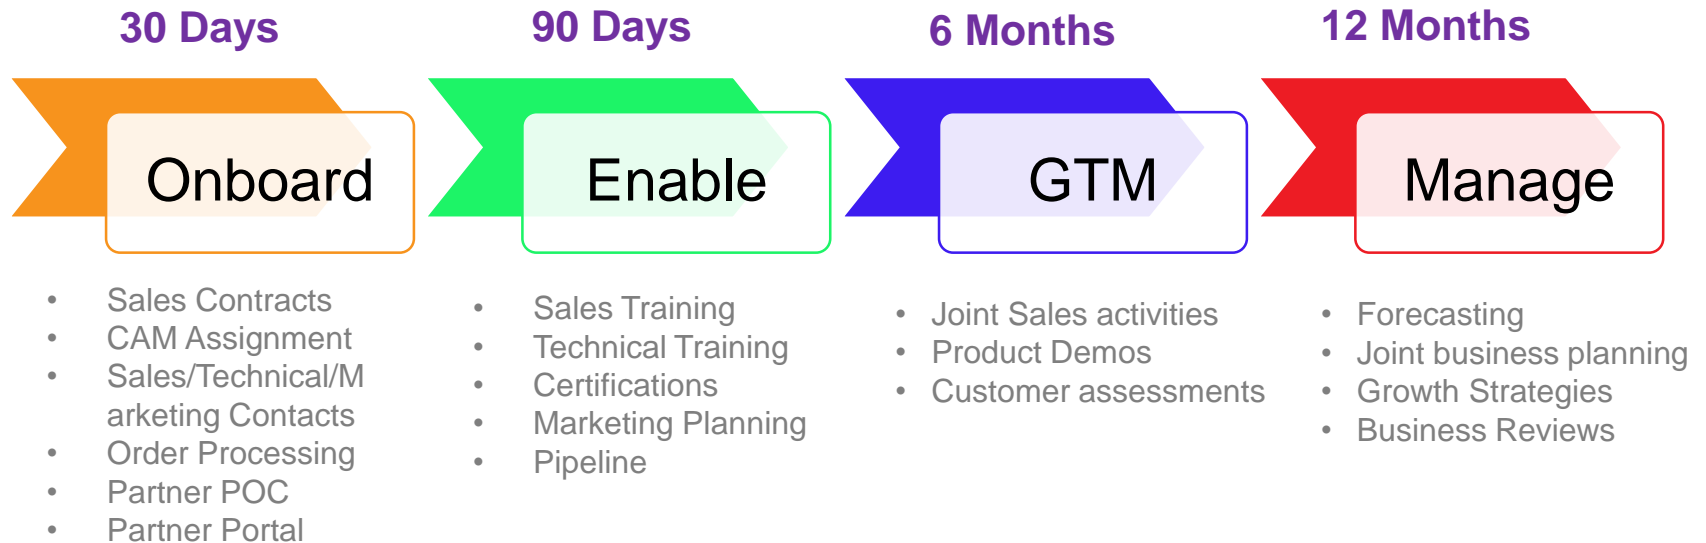 30 Days
90 Days
6 Months
12 Months
Onboard
Enable
GTM
Manage
• Sales Contracts
• CAM Assignment
• Sales/Technical/M
arketing Contacts
• Order Processing
• Partner POC
• Partner Portal
• Sales Training
• Technical Training
• Certifications
• Marketing Planning
• Pipeline
• Joint Sales activities
• Product Demos
• Customer assessments
• Forecasting
• Joint business planning
• Growth Strategies
• Business Reviews